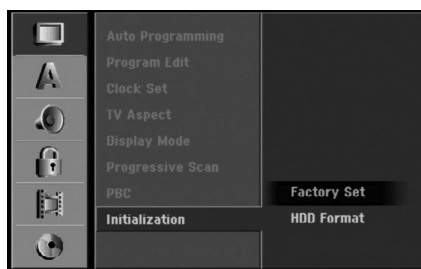 A
Auto Programming
Program Edit
Clock Set
TV Aspect
Display Mode
Progressive Scan
PBC
Initialization
Factory Set
HDD Format